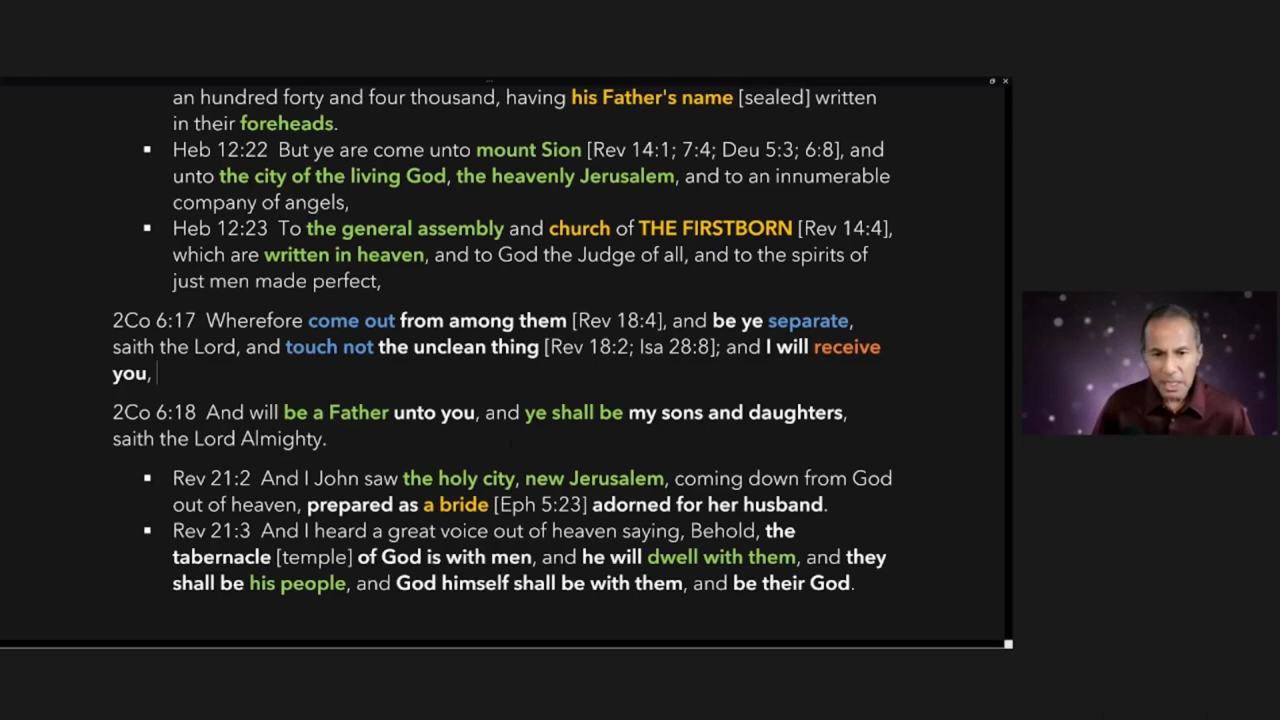 an hundred forty and four thousand, having his Father's name [sealed] written
in their foreheads.
▪ Heb 12:22 But ye are come unto mount Sion [Rev 14:1; 7:4; Deu 5:3; 6:8], and
unto the city of the living God, the heavenly Jerusalem, and to an innumerable
company of angels,
▪ Heb 12:23 To the general assembly and church of THE FIRSTBORN [Rev 14:4],
which are written in heaven, and to God the Judge of all, and to the spirits of
just men made perfect,
2Co 6:17 Wherefore come out from among them [Rev 18:4], and be ye separate,
saith the Lord, and touch not the unclean thing [Rev 18:2; Isa 28:8]; and I will receive
you,
2Co 6:18 And will be a Father unto you, and ye shall be my sons and daughters,
saith the Lord Almighty.
▪ Rev 21:2 And I John saw the holy city, new Jerusalem, coming down from God
out of heaven, prepared as a bride [Eph 5:23] adorned for her husband.
▪ Rev 21:3 And I heard a great voice out of heaven saying, Behold, the
tabernacle [temple] of God is with men, and he will dwell with them, and they
shall be his people, and God himself shall be with them, and be their God.